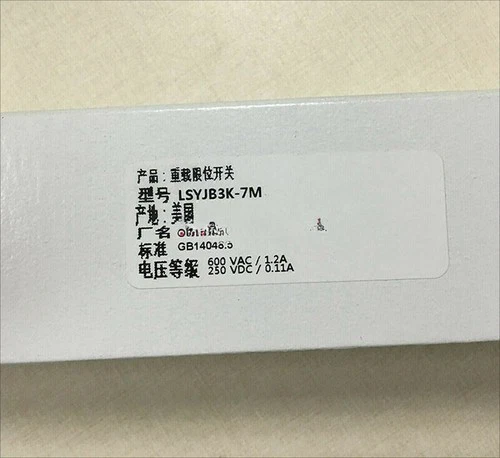 产品：重载限位开关
型号 LSYJB3K-7M
产地：美国
厂名
标准 GB14048.5
电压等级 600 VAC / 1.2A
250 VDC / 0.11A